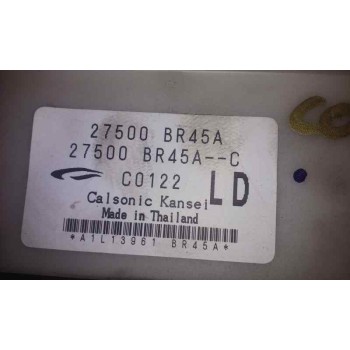 27500 BR45A
27500 BR45A--C
C0122 LD
Calsonic Kansei
Made in Thailand
*A1L13961 BR45A*